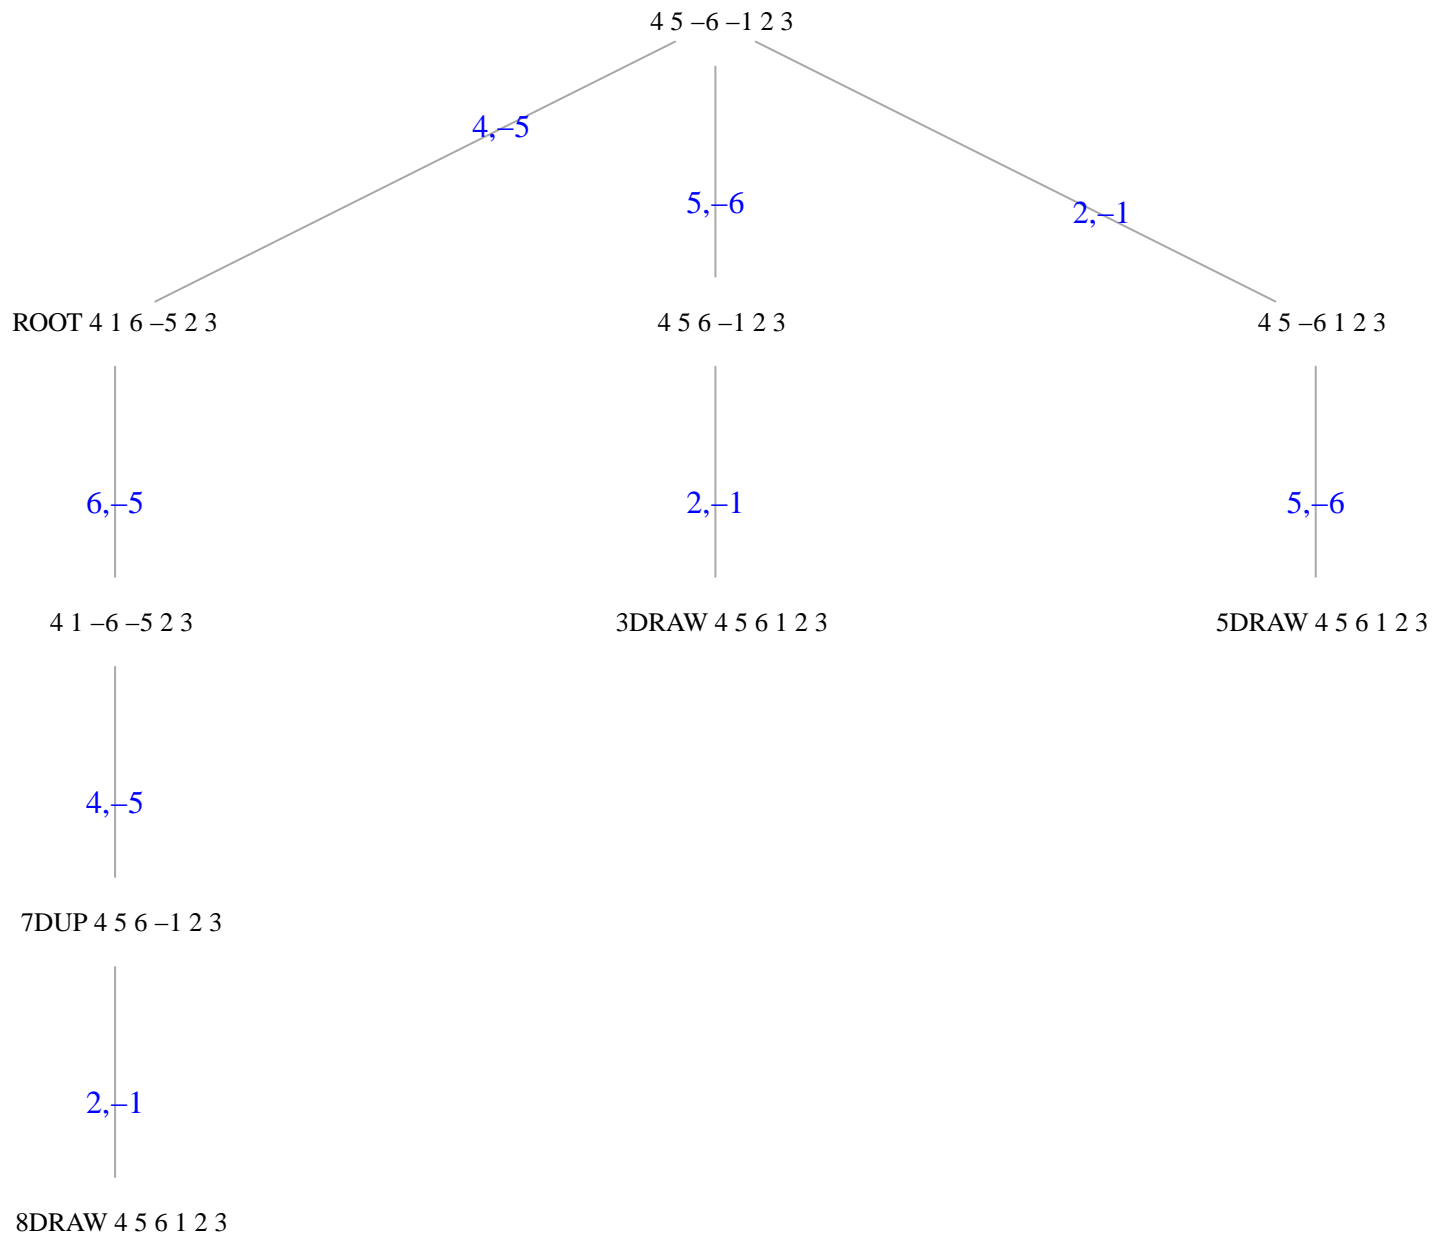 4 5 –6 –1 2 3
4,–5
5,–6
2,–1
ROOT 4 1 6 –5 2 3
4 5 6 –1 2 3
4 5 –6 1 2 3
6,–5
2,–1
5,–6
4 1 –6 –5 2 3
3DRAW 4 5 6 1 2 3
5DRAW 4 5 6 1 2 3
4,–5
7DUP 4 5 6 –1 2 3
2,–1
8DRAW 4 5 6 1 2 3